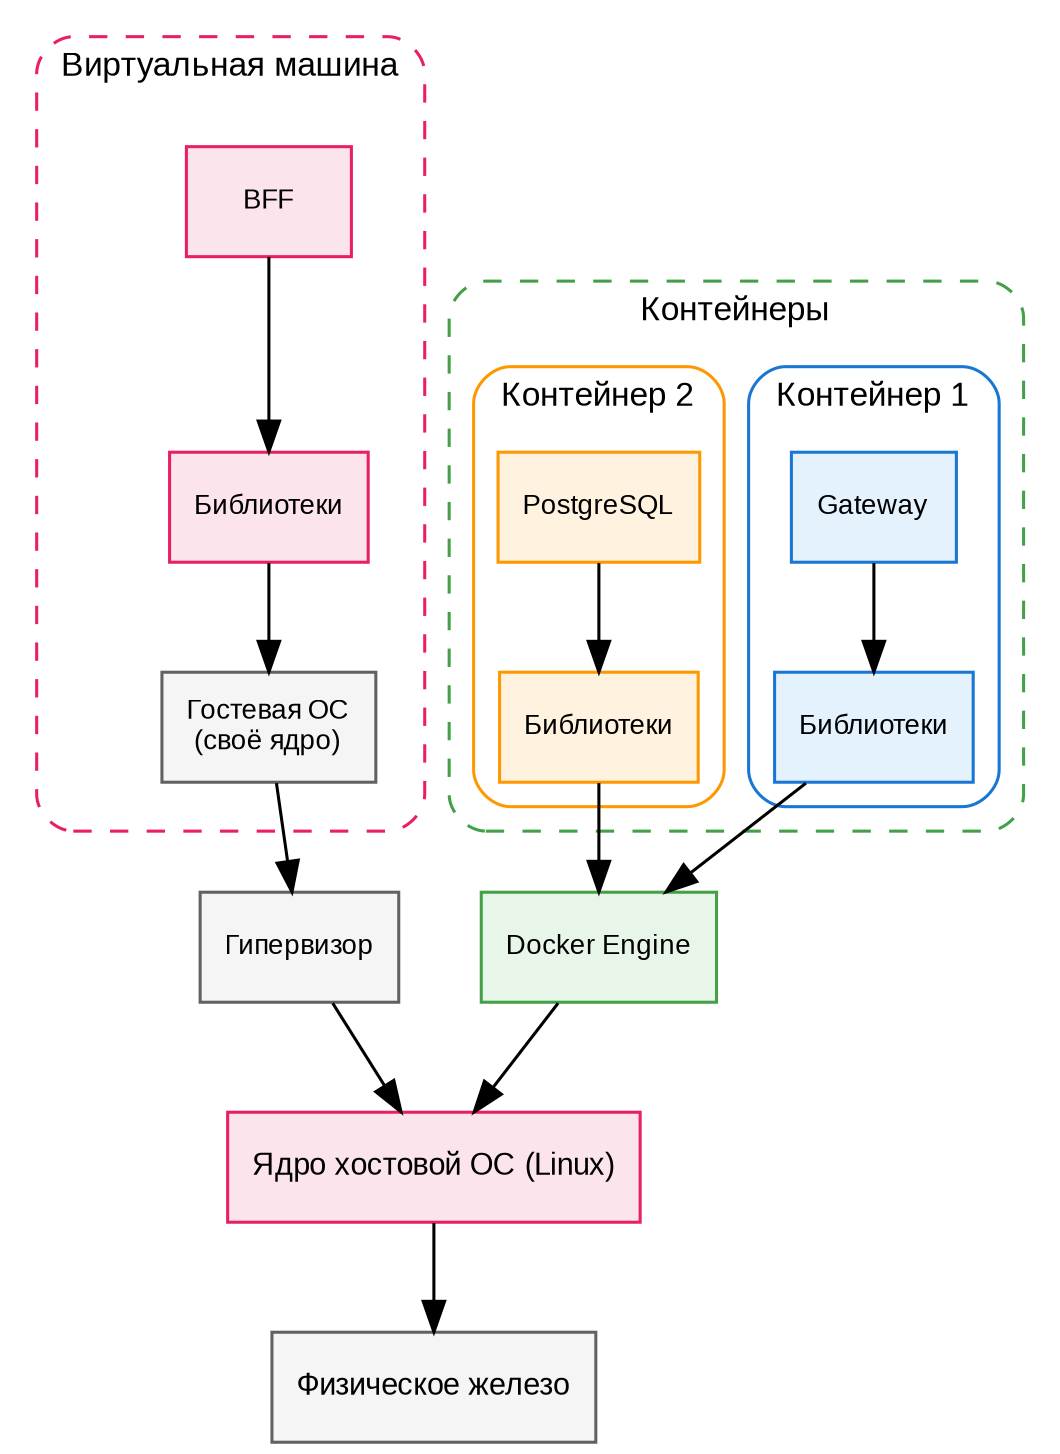 Виртуальная машина
BFF
Библиотеки
Гостевая ОС
(своё ядро)
Контейнеры
Контейнер 2
PostgreSQL
Библиотеки
Контейнер 1
Gateway
Библиотеки
Гипервизор
Docker Engine
Ядро хостовой ОС (Linux)
Физическое железо